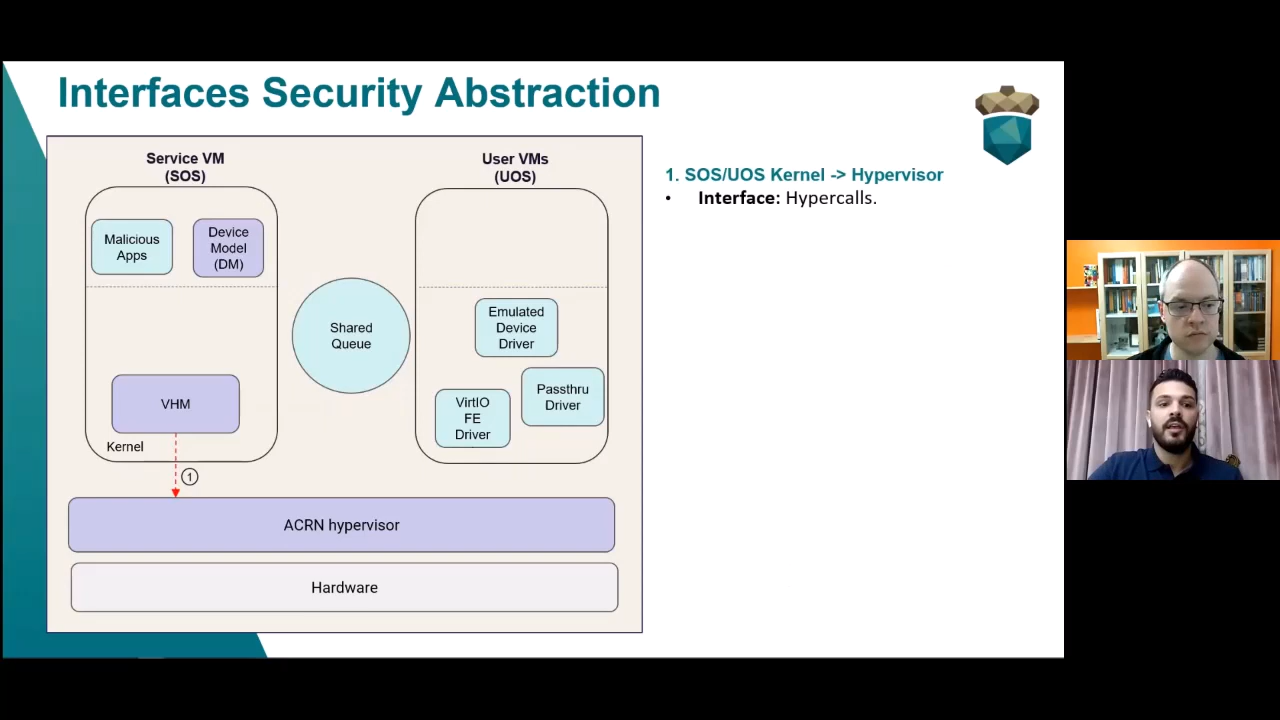 Interfaces Security Abstraction
Service VM
(SOS)
User VMs
(UOS)
Malicious
Apps
Device
Model
(DM)
Shared
Queue
Emulated
Device
Driver
Passthru
Driver
VirtIO
FE
Driver
VHM
Kernel
1
ACRN hypervisor
Hardware
1. SOS/UOS Kernel -> Hypervisor
• Interface: Hypercalls.